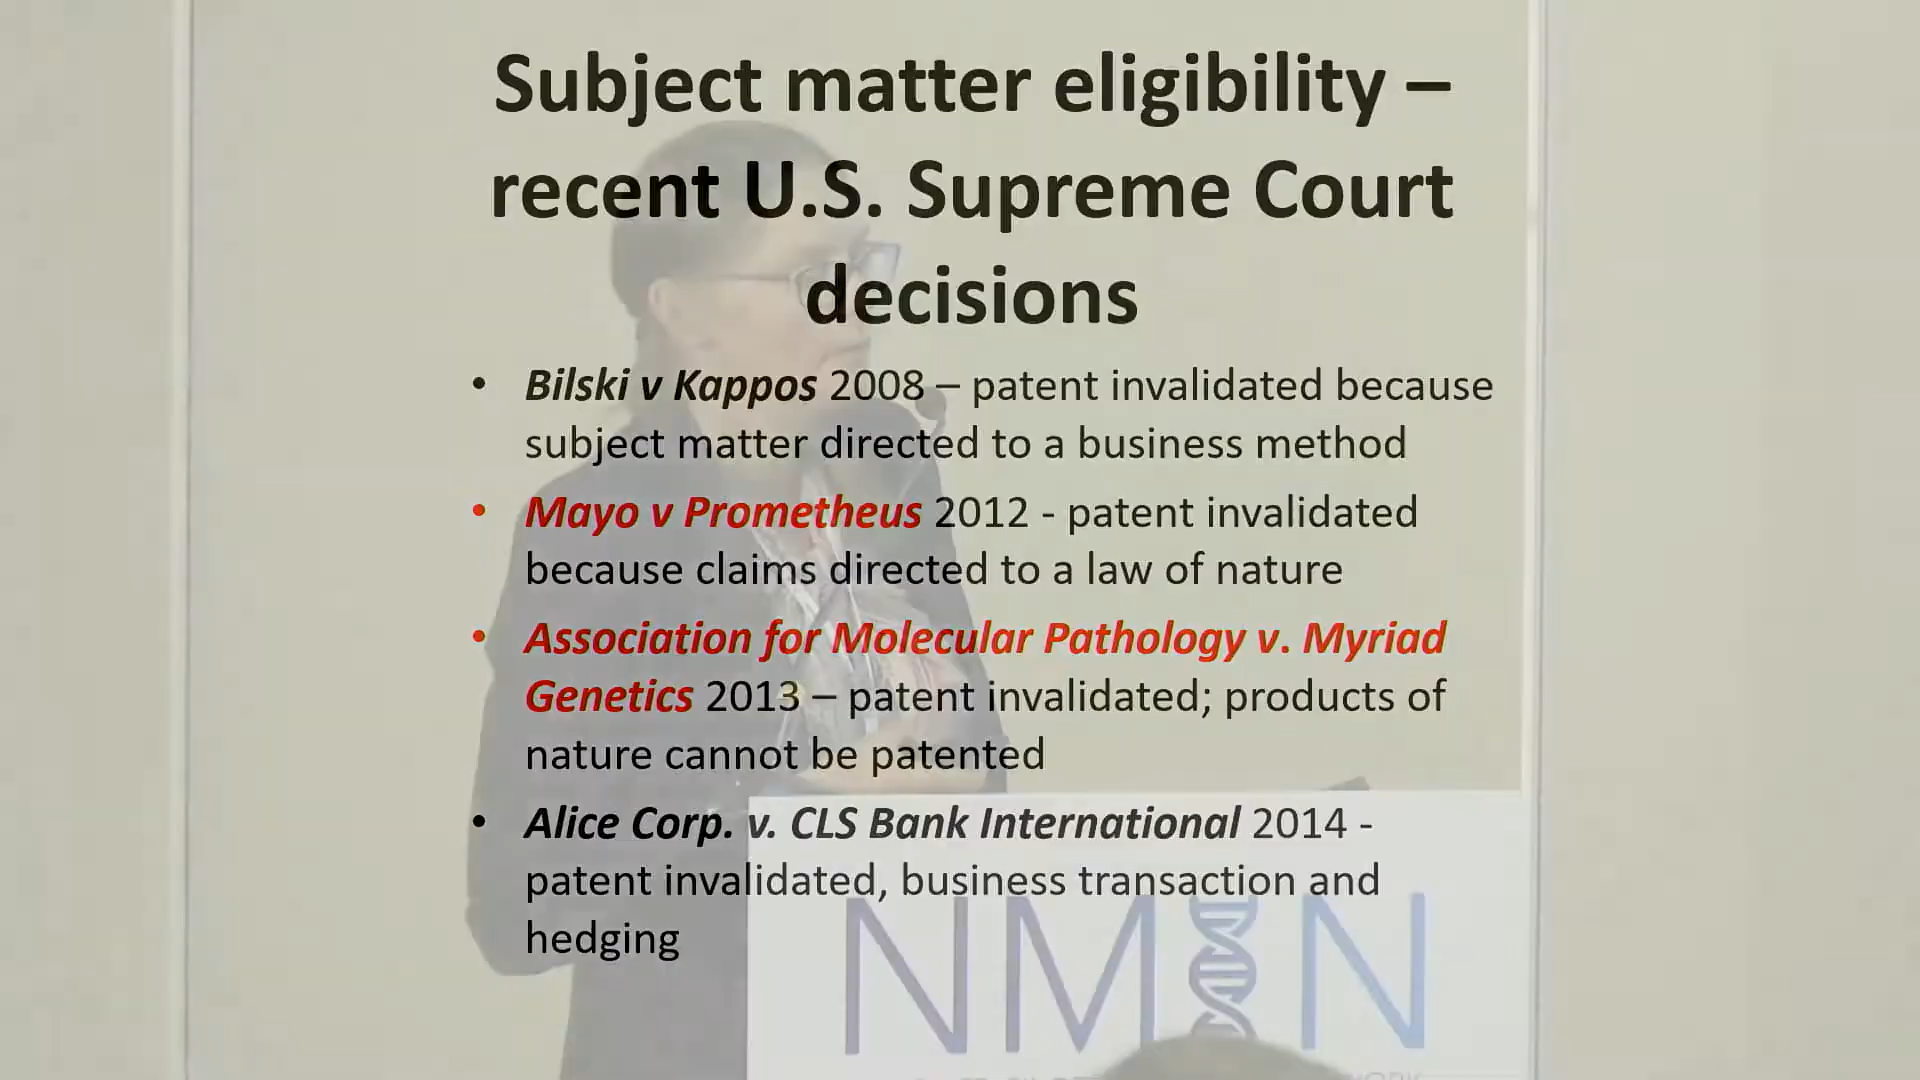 Subject matter eligibility –
recent U.S. Supreme Court
decisions
• Bilski v Kappos 2008 – patent invalidated because
subject matter directed to a business method
• Mayo v Prometheus 2012 - patent invalidated
because claims directed to a law of nature
• Association for Molecular Pathology v. Myriad
Genetics 2013 – patent invalidated; products of
nature cannot be patented
• Alice Corp. v. CLS Bank International 2014 -
patent invalidated, business transaction and
hedging
NMIN